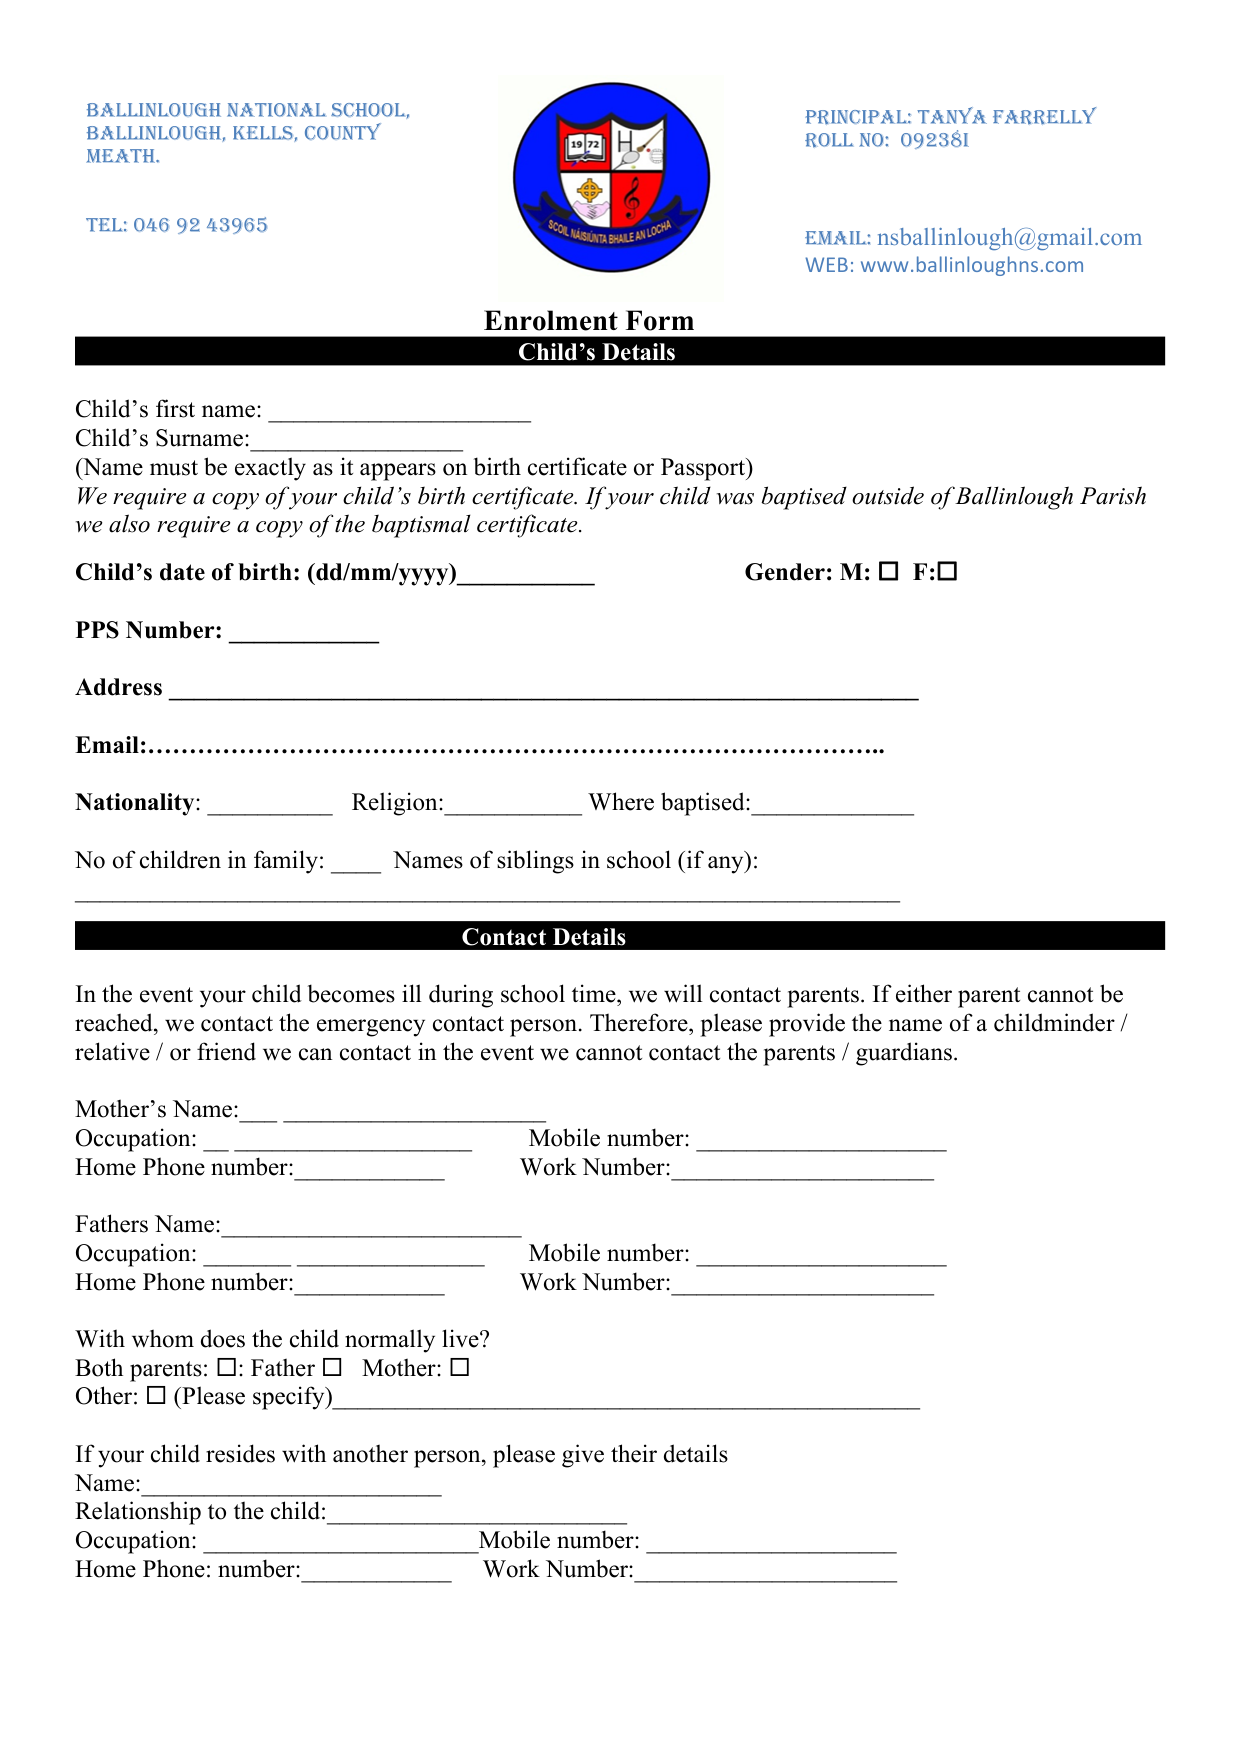 BALLINLOUGH NATIONAL SCHOOL,
BALLINLOUGH, KELLS, COUNTY
MEATH.
TEL: 046 92 43965
19 72
H
SCOIL NÁISIÚNTA BHAILE AN LOCHA
PRINCIPAL: TANYA FARRELLY
ROLL NO: 09238I
EMAIL: nsballinlough@gmail.com
WEB: www.ballinloughns.com
Enrolment Form
Child’s Details
Child’s first name: _____________________
Child’s Surname:_________________
(Name must be exactly as it appears on birth certificate or Passport)
We require a copy of your child’s birth certificate. If your child was baptised outside of Ballinlough Parish
we also require a copy of the baptismal certificate.
Child’s date of birth: (dd/mm/yyyy)___________ Gender: M: ☐ F:☐
PPS Number: ____________
Address ____________________________________________________________
Email:……………………………………………………………………………..
Nationality: __________ Religion:___________ Where baptised:_____________
No of children in family: ____ Names of siblings in school (if any):
__________________________________________________________________
Contact Details
In the event your child becomes ill during school time, we will contact parents. If either parent cannot be
reached, we contact the emergency contact person. Therefore, please provide the name of a childminder /
relative / or friend we can contact in the event we cannot contact the parents / guardians.
Mother’s Name:___ _____________________
Occupation: __ ___________________ Mobile number: ____________________
Home Phone number:____________ Work Number:_____________________
Fathers Name:________________________
Occupation: _______ _______________ Mobile number: ____________________
Home Phone number:____________ Work Number:_____________________
With whom does the child normally live?
Both parents: ☐: Father ☐ Mother: ☐
Other: ☐ (Please specify)_______________________________________________
If your child resides with another person, please give their details
Name:________________________
Relationship to the child:________________________
Occupation: ______________________Mobile number: ____________________
Home Phone: number:____________ Work Number:_____________________